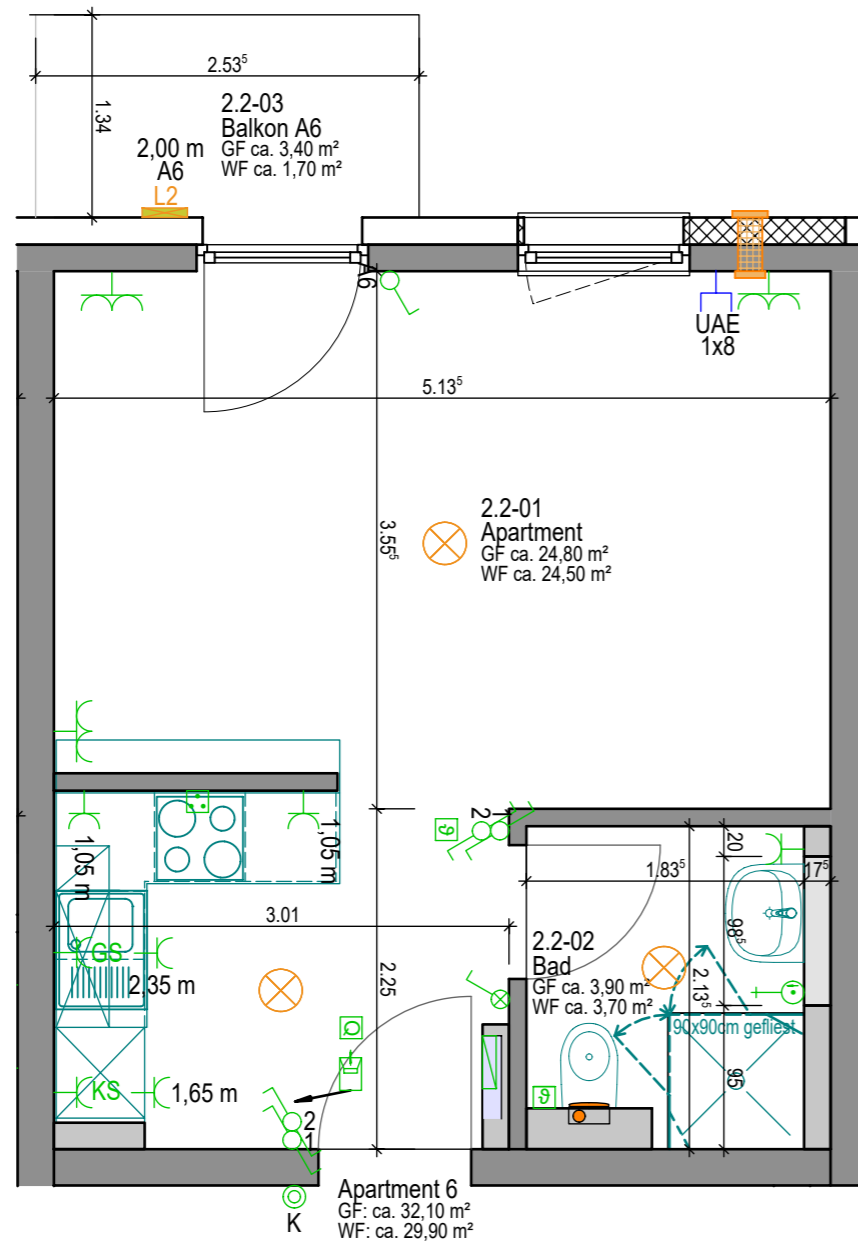 2.53⁵
1.34
2.2-03
Balkon A6
GF ca. 3,40 m²
WF ca. 1,70 m²
2,00 m
A6
L2
A6
UAE
1x8
5.13⁵
3.55⁵
2.2-01
Apartment
GF ca. 24,80 m²
WF ca. 24,50 m²
1,05 m
1,05 m
2
1
ϑ
20
1.83⁵
17⁵
3.01
98⁵
GS
2,35 m
2.25
2.2-02
Bad
GF ca. 3,90 m²
WF ca. 3,70 m²
2.13⁵
90x90cm gefliest
95
KS
1,65 m
ϑ
2
1
K
Apartment 6
GF: ca. 32,10 m²
WF: ca. 29,90 m²